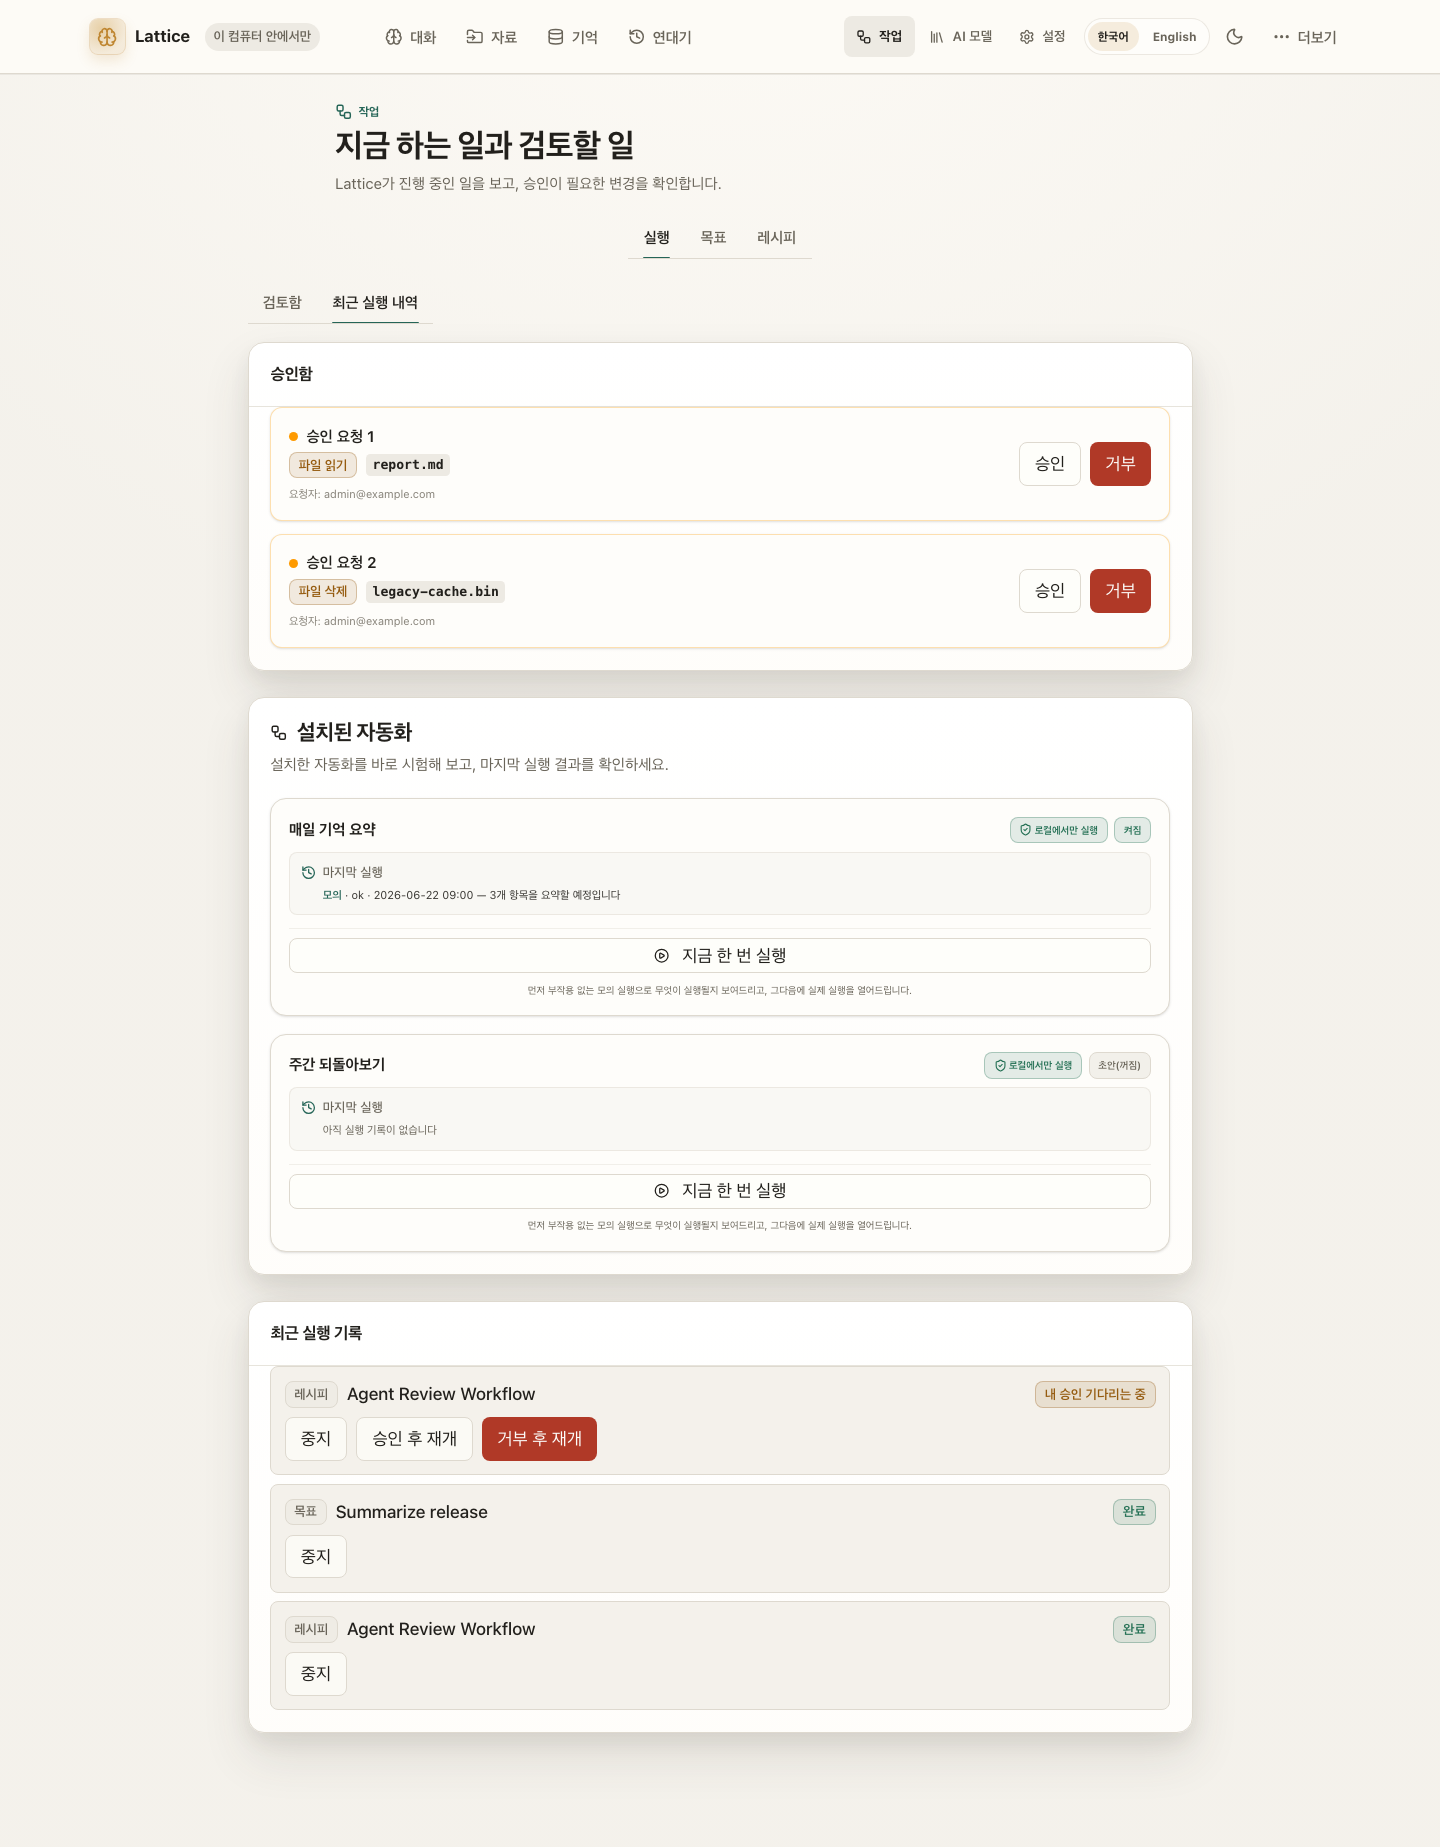 Lattice
이 컴퓨터 안에서만
대화
자료
기억
연대기
작업
AI 모델
설정
한국어
English
더보기
작업
지금 하는 일과 검토할 일
Lattice가 진행 중인 일을 보고, 승인이 필요한 변경을 확인합니다.
실행
목표
레시피
검토함
최근 실행 내역
승인함
승인 요청 1
파일 읽기
report.md
요청자: admin@example.com
승인
거부
승인 요청 2
파일 삭제
legacy-cache.bin
요청자: admin@example.com
승인
거부
설치된 자동화
설치한 자동화를 바로 시험해 보고, 마지막 실행 결과를 확인하세요.
매일 기억 요약
로컬에서만 실행
켜짐
마지막 실행
모의 · ok · 2026-06-22 09:00 — 3개 항목을 요약할 예정입니다
지금 한 번 실행
먼저 부작용 없는 모의 실행으로 무엇이 실행될지 보여드리고, 그다음에 실제 실행을 열어드립니다.
주간 되돌아보기
로컬에서만 실행
초안(꺼짐)
마지막 실행
아직 실행 기록이 없습니다
지금 한 번 실행
먼저 부작용 없는 모의 실행으로 무엇이 실행될지 보여드리고, 그다음에 실제 실행을 열어드립니다.
최근 실행 기록
레시피
Agent Review Workflow
내 승인 기다리는 중
중지
승인 후 재개
거부 후 재개
목표
Summarize release
완료
중지
레시피
Agent Review Workflow
완료
중지